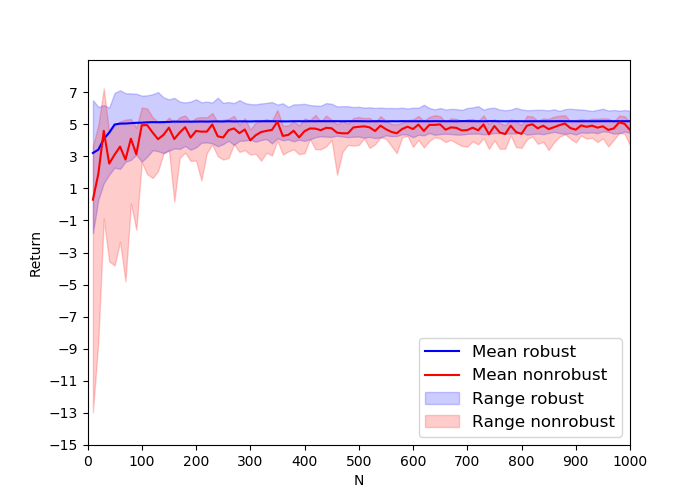 7
5
3
1
−1
−3
−5
−7
−9
−11
−13
−15
Return
0 100 200 300 400 500 600 700 800 900 1000
N
Mean robust
Mean nonrobust
Range robust
Range nonrobust